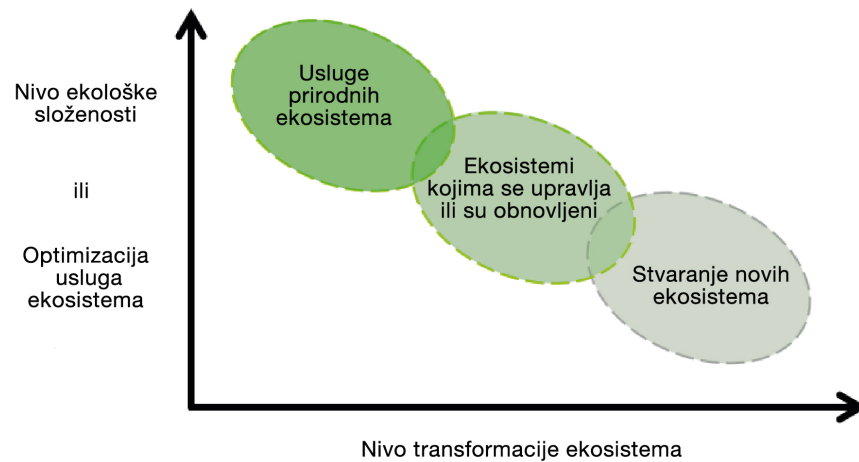 Nivo ekološke
složenosti
ili
Optimizacija
usluga
ekosistema
Usluge
prirodnih
ekosistema
Ekosistemi
kojima se upravlja
ili su obnovljeni
Stvaranje novih
ekosistema
Nivo transformacije ekosistema